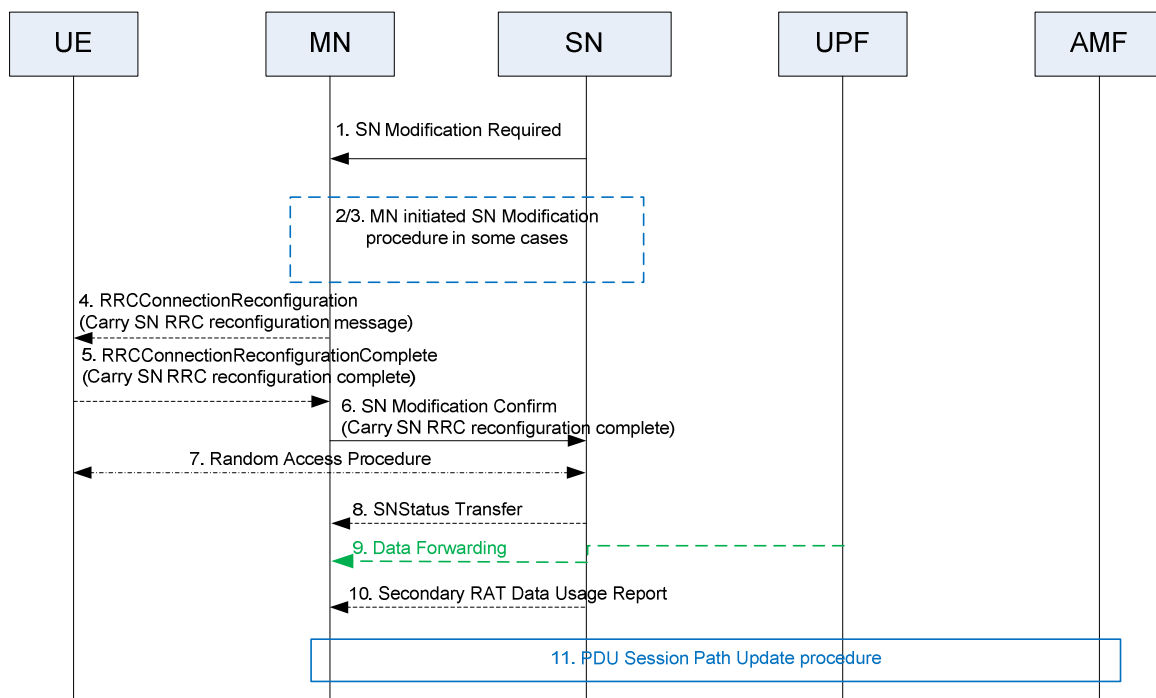 UE
MN
SN
UPF
AMF
1. SN Modification Required
2/3. MN initiated SN Modification
procedure in some cases
4. RRCConnectionReconfiguration
(Carry SN RRC reconfiguration message)
5. RRCConnectionReconfigurationComplete
(Carry SN RRC reconfiguration complete)
6. SN Modification Confirm
(Carry SN RRC reconfiguration complete)
7. Random Access Procedure
8. SNStatus Transfer
9. Data Forwarding
10. Secondary RAT Data Usage Report
11. PDU Session Path Update procedure